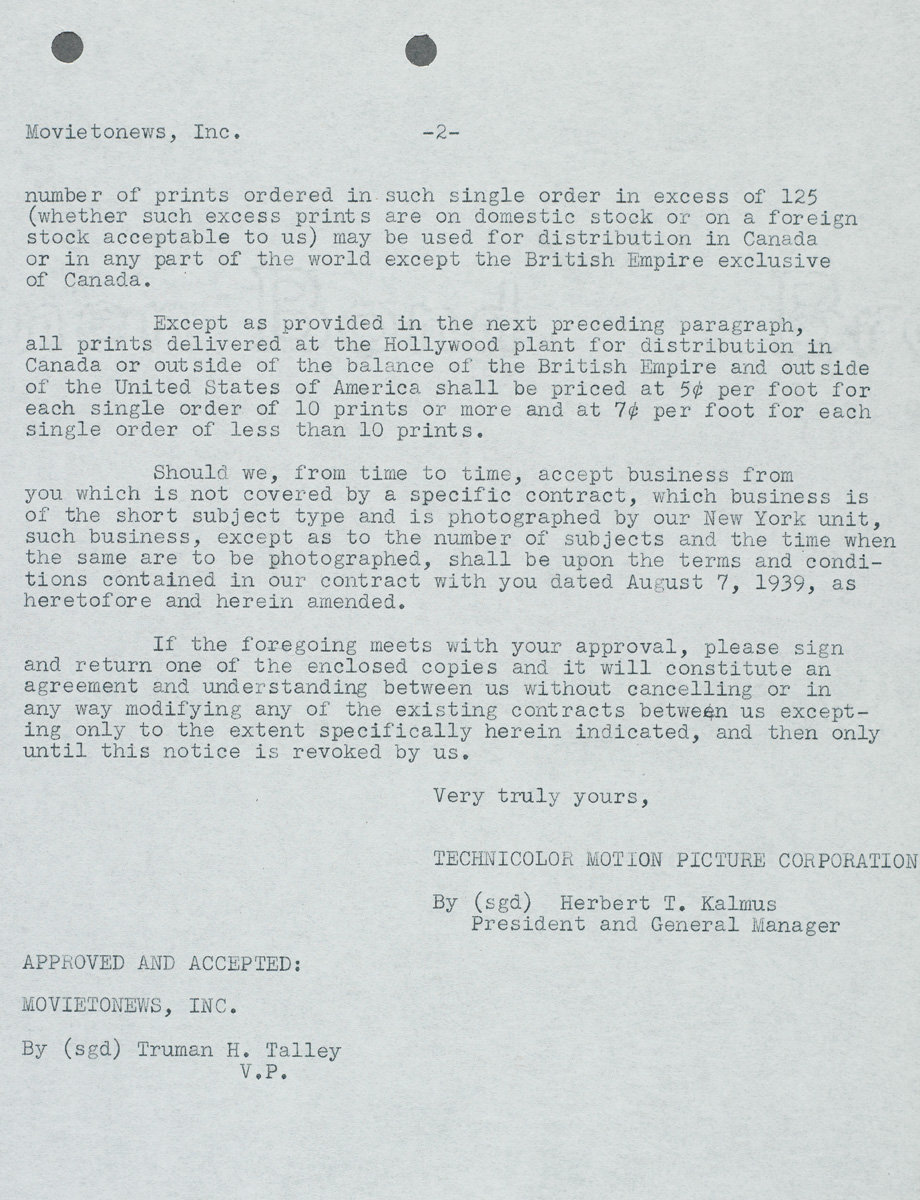 Movietonews, Inc. -2-
number of prints ordered in such single order in excess of 125
(whether such excess prints are on domestic stock or on a foreign
stock acceptable to us) may be used for distribution in Canada
or in any part of the world except the British Empire exclusive
of Canada.
Except as provided in the next preceding paragraph,
all prints delivered at the Hollywood plant for distribution in
Canada or outside of the balance of the British Empire and outside
of the United States of America shall be priced at 5¢ per foot for
each single order of 10 prints or more and at 7¢ per foot for each
single order of less than 10 prints.
Should we, from time to time, accept business from
you which is not covered by a specific contract, which business is
of the short subject type and is photographed by our New York unit,
such business, except as to the number of subjects and the time when
the same are to be photographed, shall be upon the terms and condi-
tions contained in our contract with you dated August 7, 1939, as
heretofore and herein amended.
If the foregoing meets with your approval, please sign
and return one of the enclosed copies and it will constitute an
agreement and understanding between us without cancelling or in
any way modifying any of the existing contracts between us except-
ing only to the extent specifically herein indicated, and then only
until this notice is revoked by us.
Very truly yours,
TECHNICOLOR MOTION PICTURE CORPORATION
By (sgd) Herbert T. Kalmus
President and General Manager
APPROVED AND ACCEPTED:
MOVIETONEWS, INC.
By (sgd) Truman H. Talley
V.P.